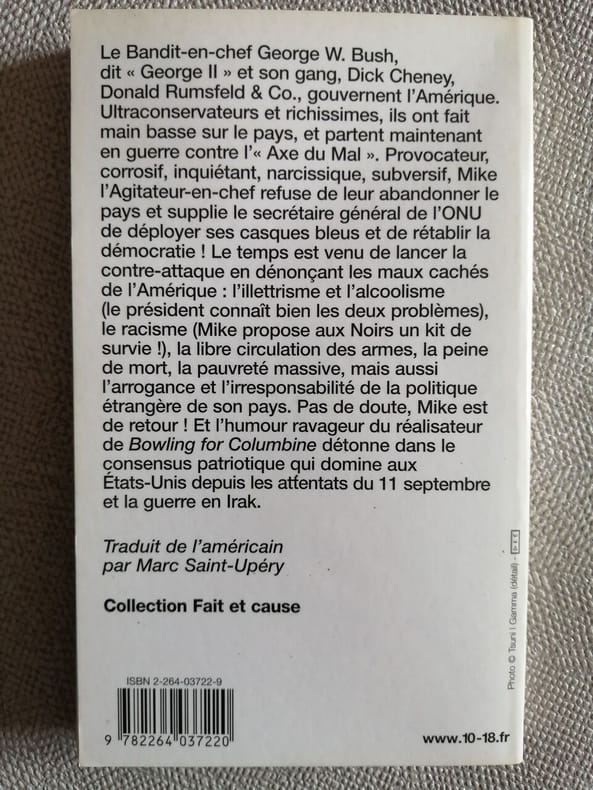 Le Bandit-en-chef George W. Bush,
dit « George II » et son gang, Dick Cheney,
Donald Rumsfeld & Co., gouvernent l'Amérique.
Ultraconservateurs et richissimes, ils ont fait
main basse sur le pays, et partent maintenant
en guerre contre l'« Axe du Mal ». Provocateur,
corrosif, inquiétant, narcissique, subversif, Mike
l'Agitateur-en-chef refuse de leur abandonner le
pays et supplie le secrétaire général de l'ONU
de déployer ses casques bleus et de rétablir la
démocratie ! Le temps est venu de lancer la
contre-attaque en dénonçant les maux cachés
de l'Amérique : l'illettrisme et l'alcoolisme
(le président connaît bien les deux problèmes),
le racisme (Mike propose aux Noirs un kit de
survie !), la libre circulation des armes, la peine
de mort, la pauvreté massive, mais aussi
l'arrogance et l'irresponsabilité de la politique
étrangère de son pays. Pas de doute, Mike est
de retour ! Et l'humour ravageur du réalisateur
de Bowling for Columbine détonne dans le
consensus patriotique qui domine aux
États-Unis depuis les attentats du 11 septembre
et la guerre en Irak.
Traduit de l'américain
par Marc Saint-Upéry
Collection Fait et cause
Photo © Tsuni / Gamma (détail) -
ISBN 2-264-03722-9
9 782264 037220
www.10-18.fr